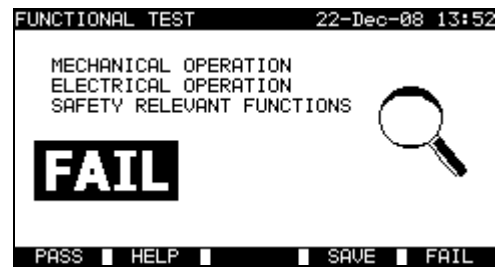 FUNCTIONAL TEST 22-Dec-08 13:52
MECHANICAL OPERATION
ELECTRICAL OPERATION
SAFETY RELEVANT FUNCTIONS
FAIL
PASS HELP SAVE FAIL